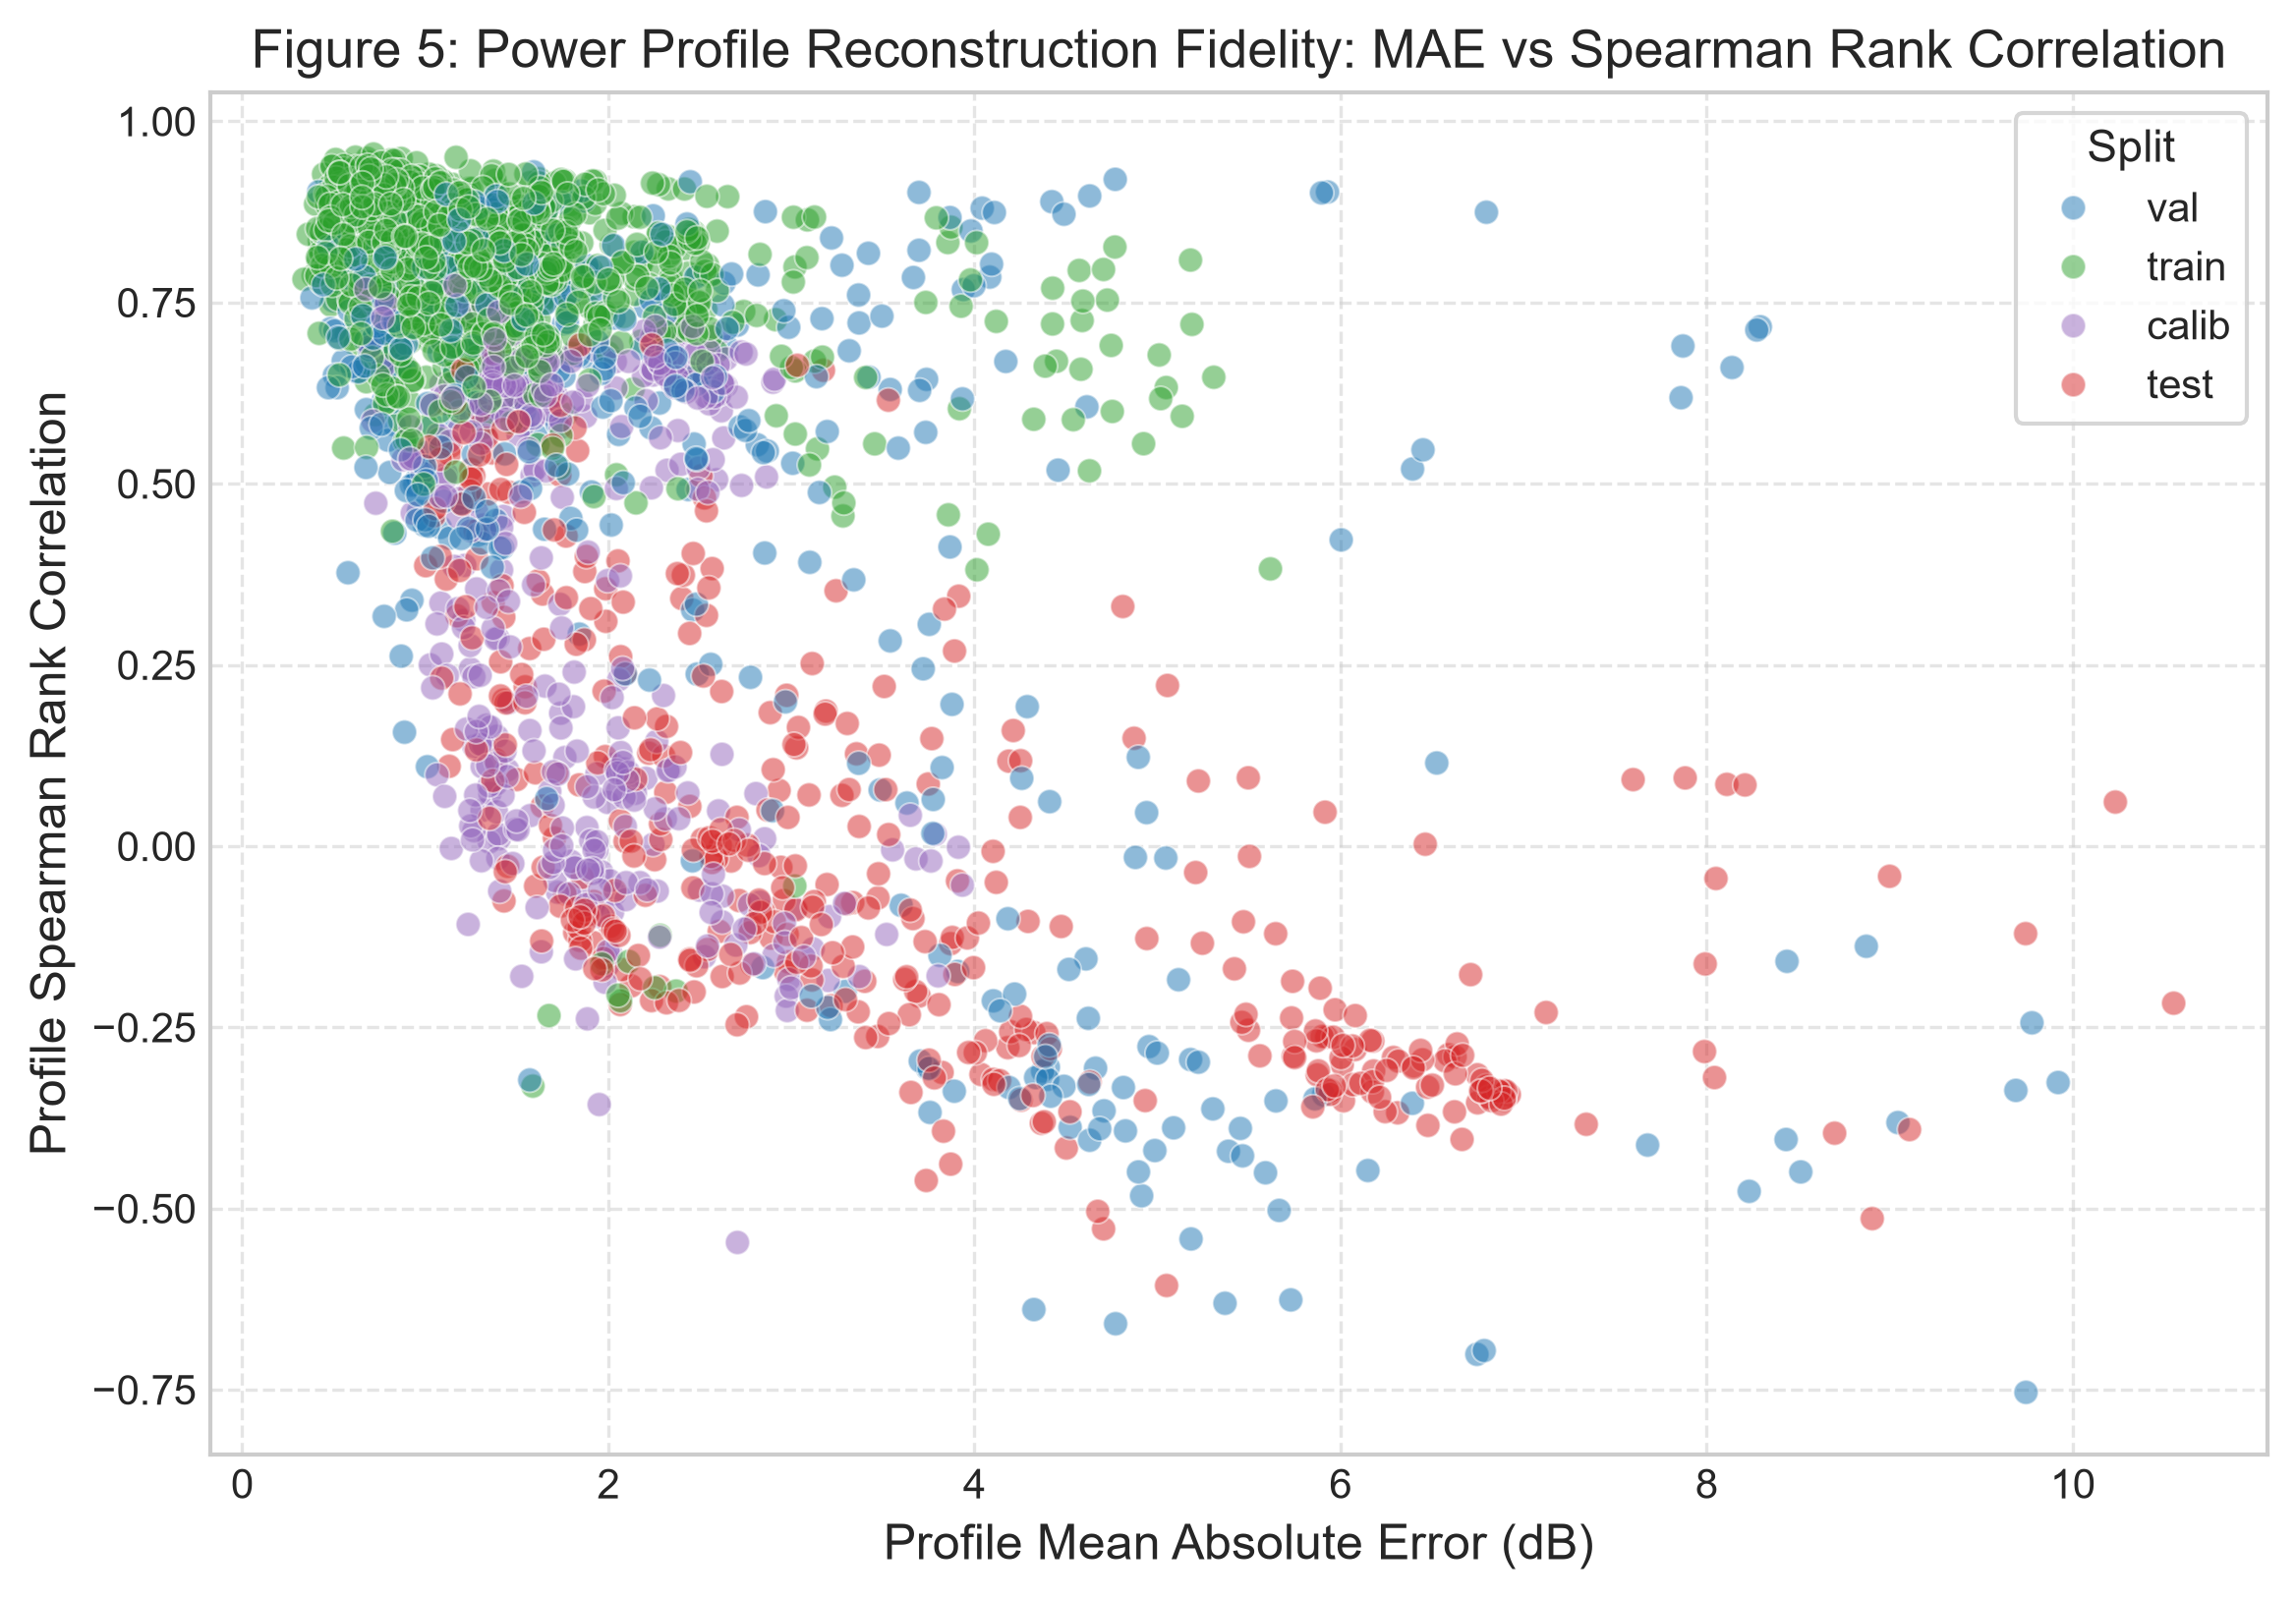 Figure 5: Power Profile Reconstruction Fidelity: MAE vs Spearman Rank Correlation
Split
val
train
calib
test
Profile Spearman Rank Correlation
1.00
0.75
0.50
0.25
0.00
−0.25
−0.50
−0.75
0 2 4 6 8 10
Profile Mean Absolute Error (dB)